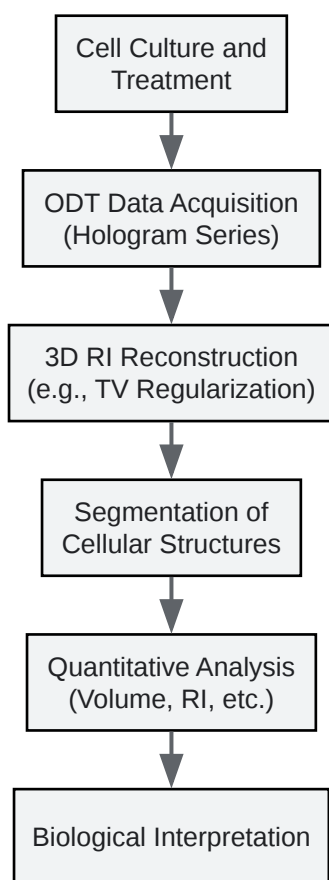 Cell Culture and
Treatment
ODT Data Acquisition
(Hologram Series)
3D RI Reconstruction
(e.g., TV Regularization)
Segmentation of
Cellular Structures
Quantitative Analysis
(Volume, RI, etc.)
Biological Interpretation